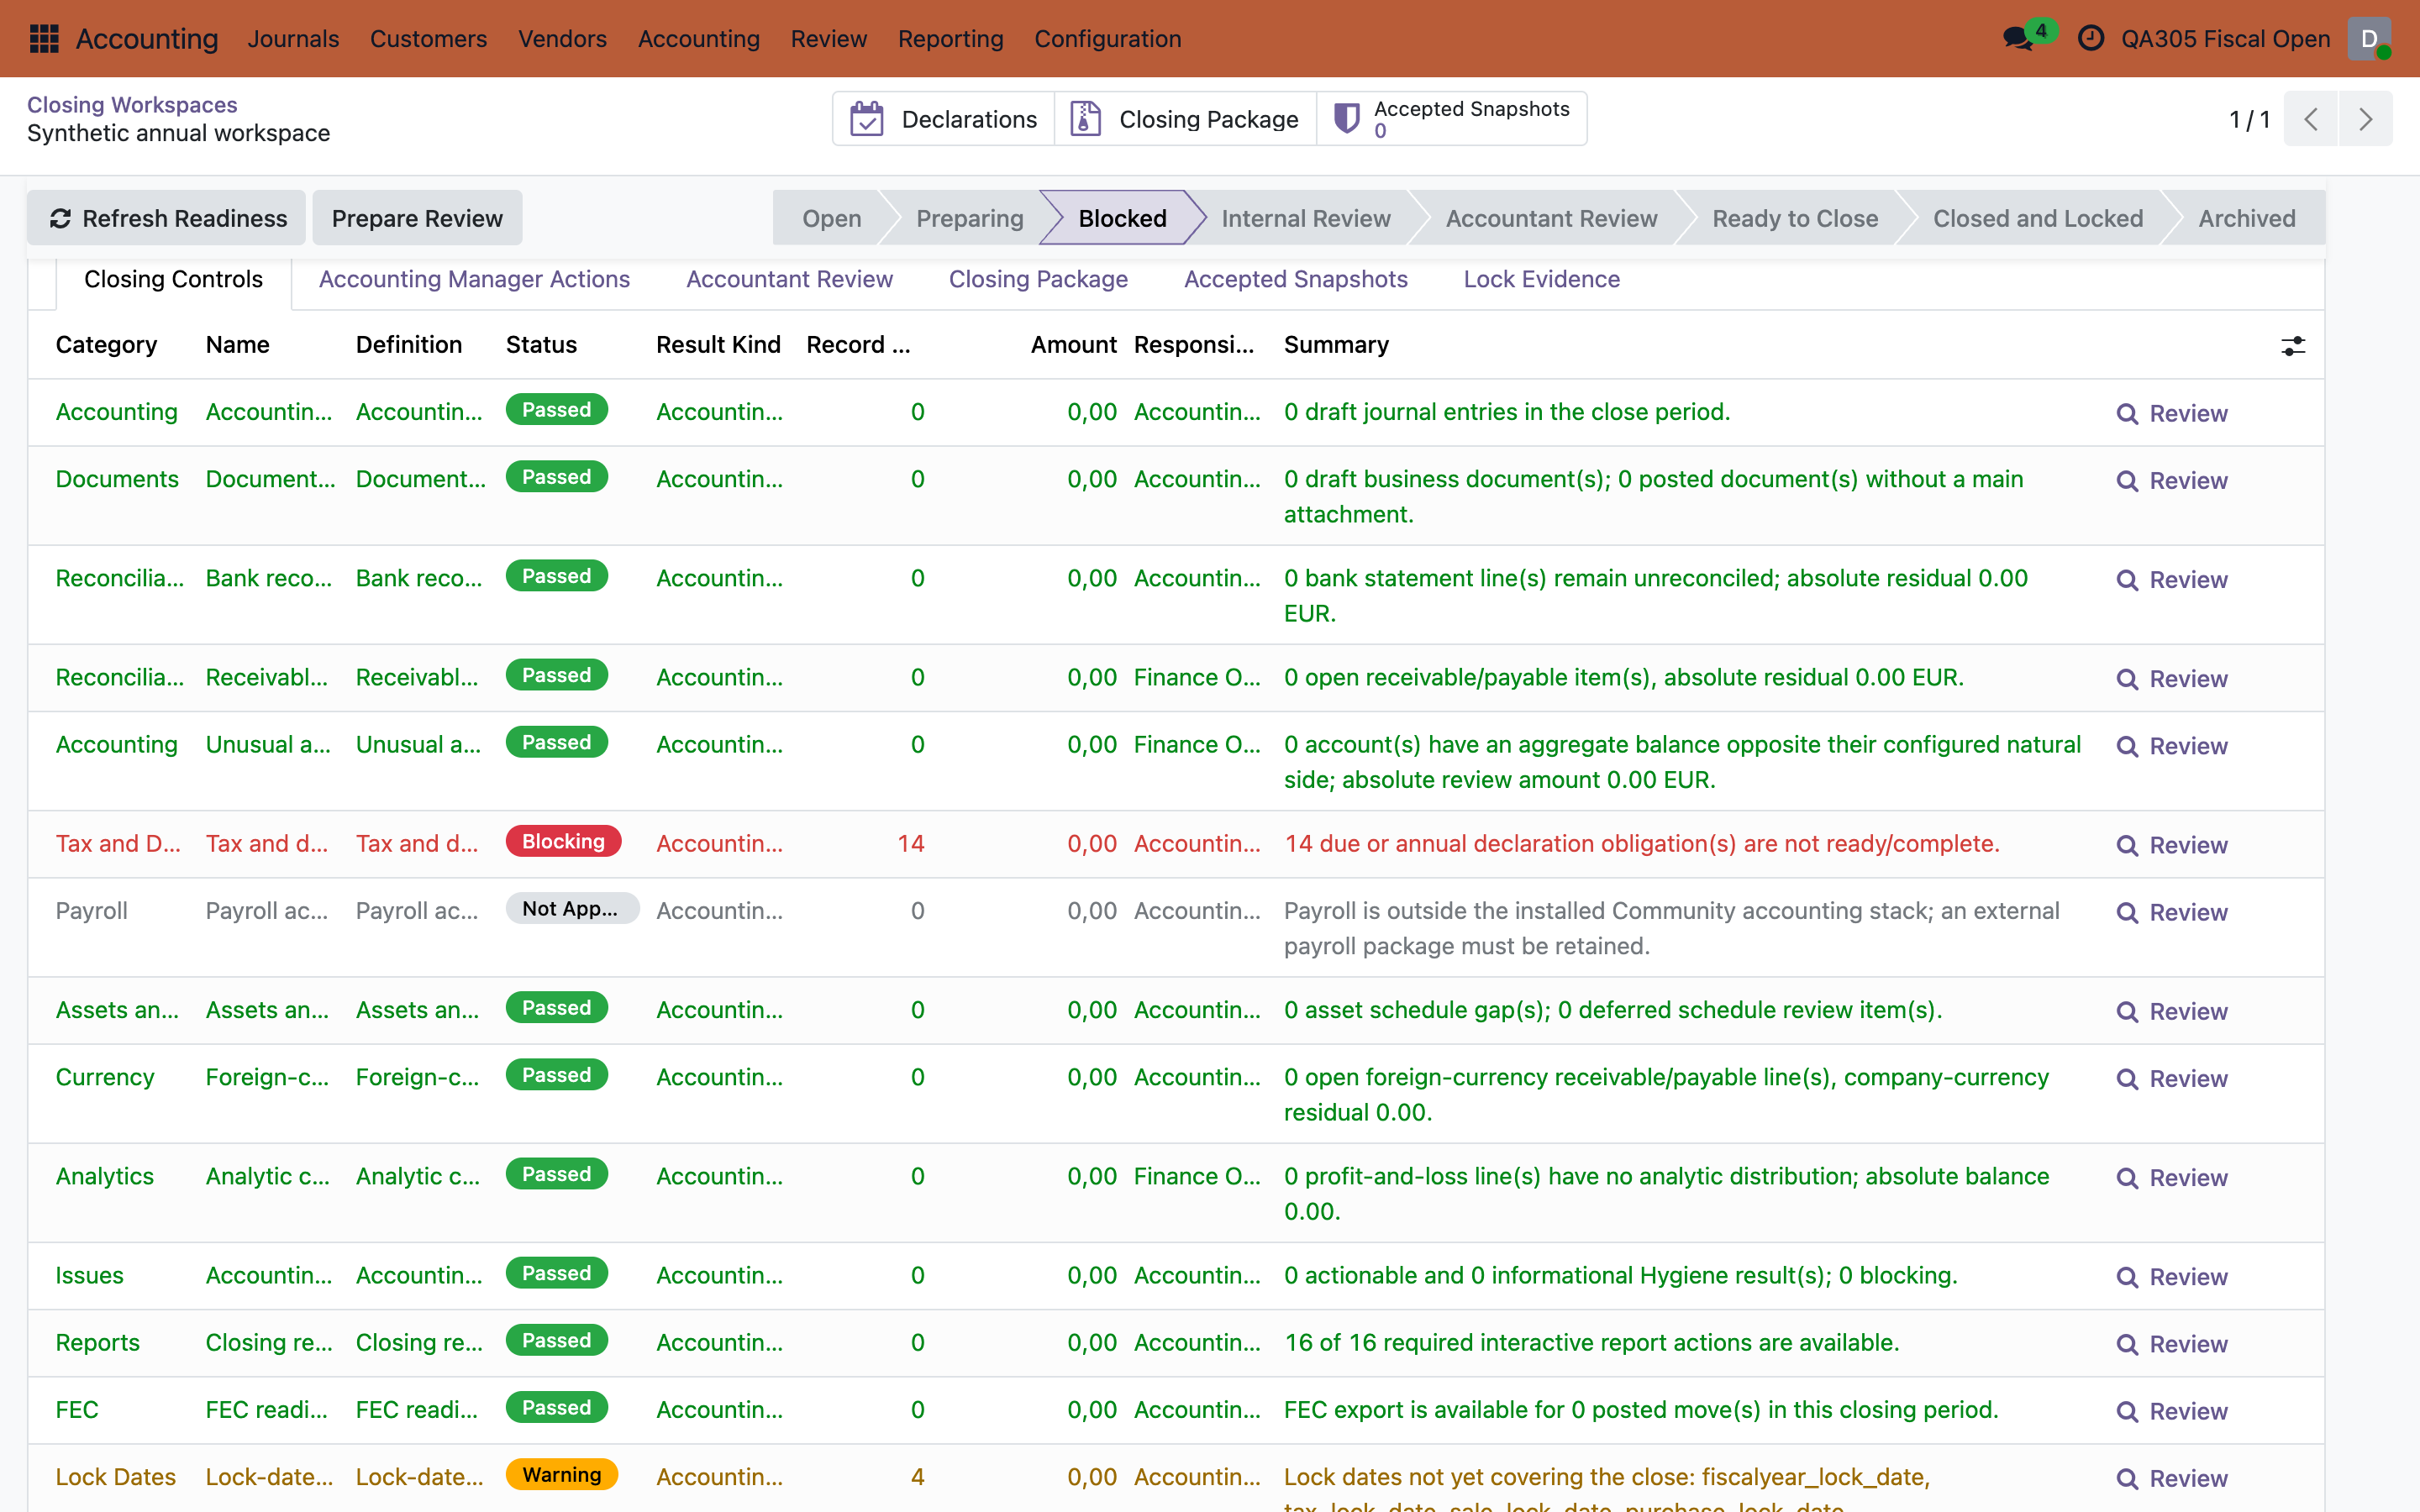 Accounting Journals Customers Vendors Accounting Review Reporting Configuration 4 QA305 Fiscal Open D
Closing Workspaces
Synthetic annual workspace
Declarations Closing Package Accepted Snapshots 0
1 / 1
Refresh Readiness Prepare Review Open Preparing Blocked Internal Review Accountant Review Ready to Close Closed and Locked Archived
Closing Controls Accounting Manager Actions Accountant Review Closing Package Accepted Snapshots Lock Evidence
Category Name Definition Status Result Kind Record ... Amount Responsi... Summary
Accounting Accountin... Accountin... Passed Accountin... 0 0,00 Accountin... 0 draft journal entries in the close period. Review
Documents Document... Document... Passed Accountin... 0 0,00 Accountin... 0 draft business document(s); 0 posted document(s) without a main Review
attachment.
Reconcilia... Bank reco... Bank reco... Passed Accountin... 0 0,00 Accountin... 0 bank statement line(s) remain unreconciled; absolute residual 0.00 Review
EUR.
Reconcilia... Receivabl... Receivabl... Passed Accountin... 0 0,00 Finance O... 0 open receivable/payable item(s), absolute residual 0.00 EUR. Review
Accounting Unusual a... Unusual a... Passed Accountin... 0 0,00 Finance O... 0 account(s) have an aggregate balance opposite their configured natural Review
side; absolute review amount 0.00 EUR.
Tax and D... Tax and d... Tax and d... Blocking Accountin... 14 0,00 Accountin... 14 due or annual declaration obligation(s) are not ready/complete. Review
Payroll Payroll ac... Payroll ac... Not App... Accountin... 0 0,00 Accountin... Payroll is outside the installed Community accounting stack; an external Review
payroll package must be retained.
Assets an... Assets an... Assets an... Passed Accountin... 0 0,00 Accountin... 0 asset schedule gap(s); 0 deferred schedule review item(s). Review
Currency Foreign-c... Foreign-c... Passed Accountin... 0 0,00 Accountin... 0 open foreign-currency receivable/payable line(s), company-currency Review
residual 0.00.
Analytics Analytic c... Analytic c... Passed Accountin... 0 0,00 Finance O... 0 profit-and-loss line(s) have no analytic distribution; absolute balance Review
0.00.
Issues Accountin... Accountin... Passed Accountin... 0 0,00 Accountin... 0 actionable and 0 informational Hygiene result(s); 0 blocking. Review
Reports Closing re... Closing re... Passed Accountin... 0 0,00 Accountin... 16 of 16 required interactive report actions are available. Review
FEC FEC readi... FEC readi... Passed Accountin... 0 0,00 Accountin... FEC export is available for 0 posted move(s) in this closing period. Review
Lock Dates Lock-date... Lock-date... Warning Accountin... 4 0,00 Accountin... Lock dates not yet covering the close: fiscalyear_lock_date, Review
tax_lock_date, sale_lock_date, purchase_lock_date